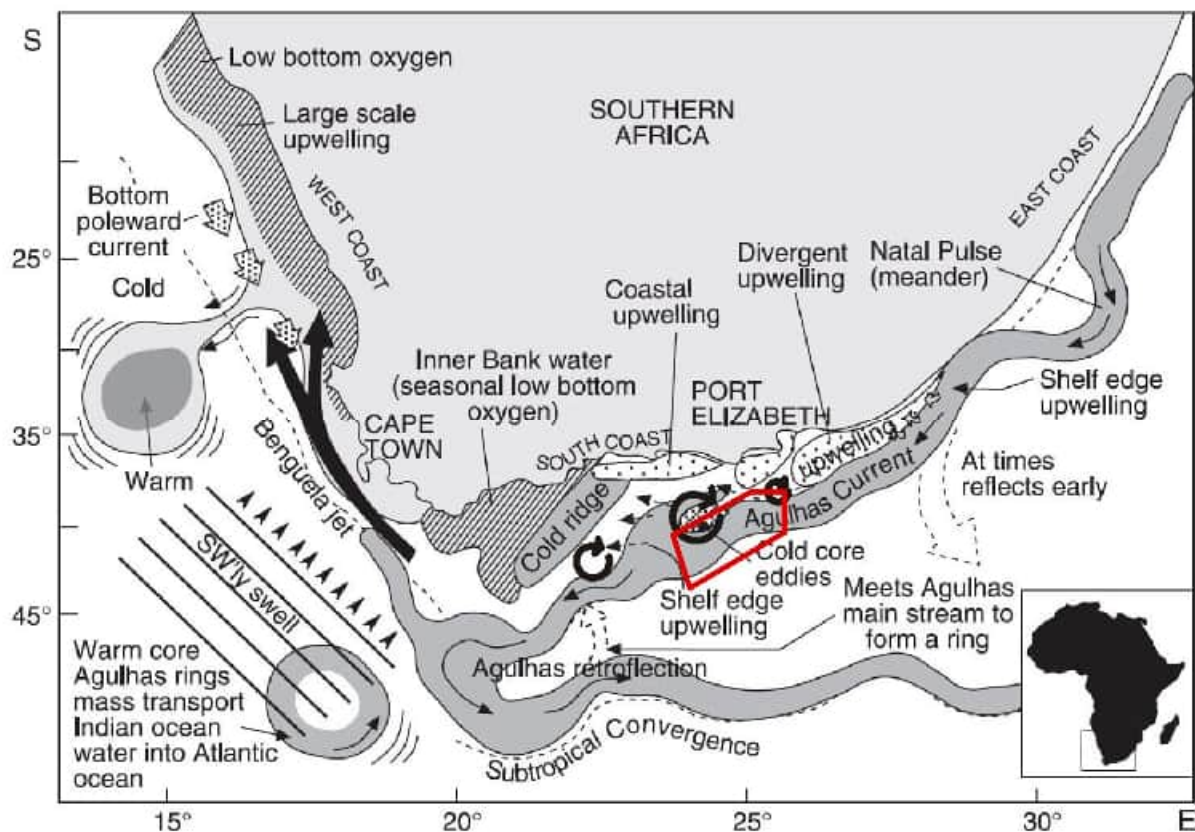 S
Low bottom oxygen
Large scale
upwelling
SOUTHERN
AFRICA
WEST COAST
EAST COAST
Bottom
poleward
current
Cold
25°
Divergent
upwelling
Natal Pulse
(meander)
Coastal
upwelling
Inner Bank water
(seasonal low bottom
oxygen)
PORT
ELIZABETH
Shelf edge
upwelling
CAPE
TOWN
SOUTH COAST
upwelling
35°
Benguela jet
Warm
Cold ridge
Agulhas Current
At times
reflects early
Cold core
eddies
SW'ly swell
Shelf edge
upwelling
Meets Agulhas
main stream to
form a ring
45°
Warm core
Agulhas rings
mass transport
Indian ocean
water into Atlantic
ocean
Agulhas retroflection
Subtropical Convergence
15°
20°
25°
30°
E